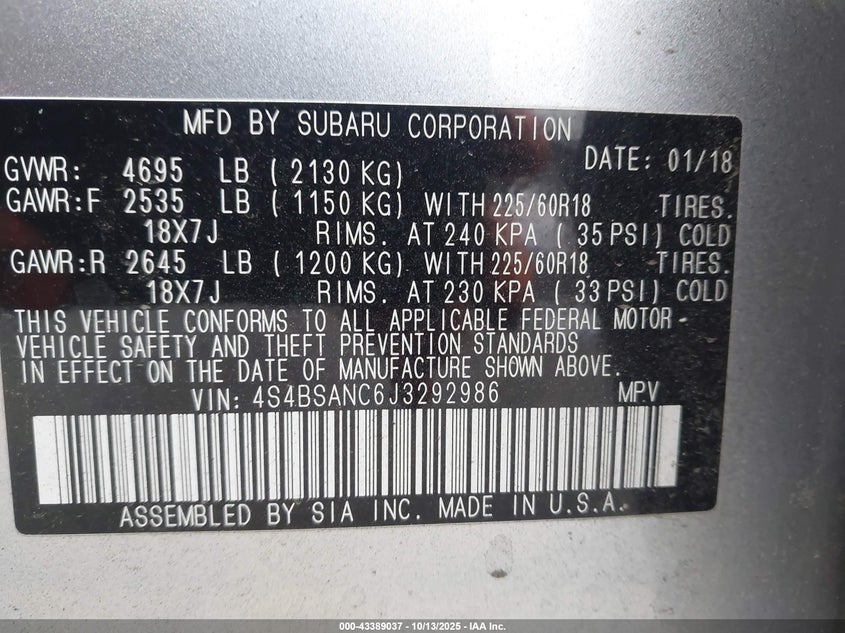 MFD BY SUBARU CORPORATION
DATE: 01/18
GVWR: 4695 LB ( 2130 KG)
GAWR:F 2535 LB ( 1150 KG) WITH 225/60R18 TIRES.
18X7J RIMS. AT 240 KPA ( 35 PSI) COLD
GAWR:R 2645 LB ( 1200 KG) WITH 225/60R18 TIRES.
18X7J RIMS. AT 230 KPA ( 33 PSI) COLD
THIS VEHICLE CONFORMS TO ALL APPLICABLE FEDERAL MOTOR
VEHICLE SAFETY AND THEFT PREVENTION STANDARDS
IN EFFECT ON THE DATE OF MANUFACTURE SHOWN ABOVE.
VIN: 4S4BSANC6J3292986 MPV
ASSEMBLED BY SIA INC. MADE IN U.S.A.
000-43389037 - 10/13/2025 - IAA Inc.